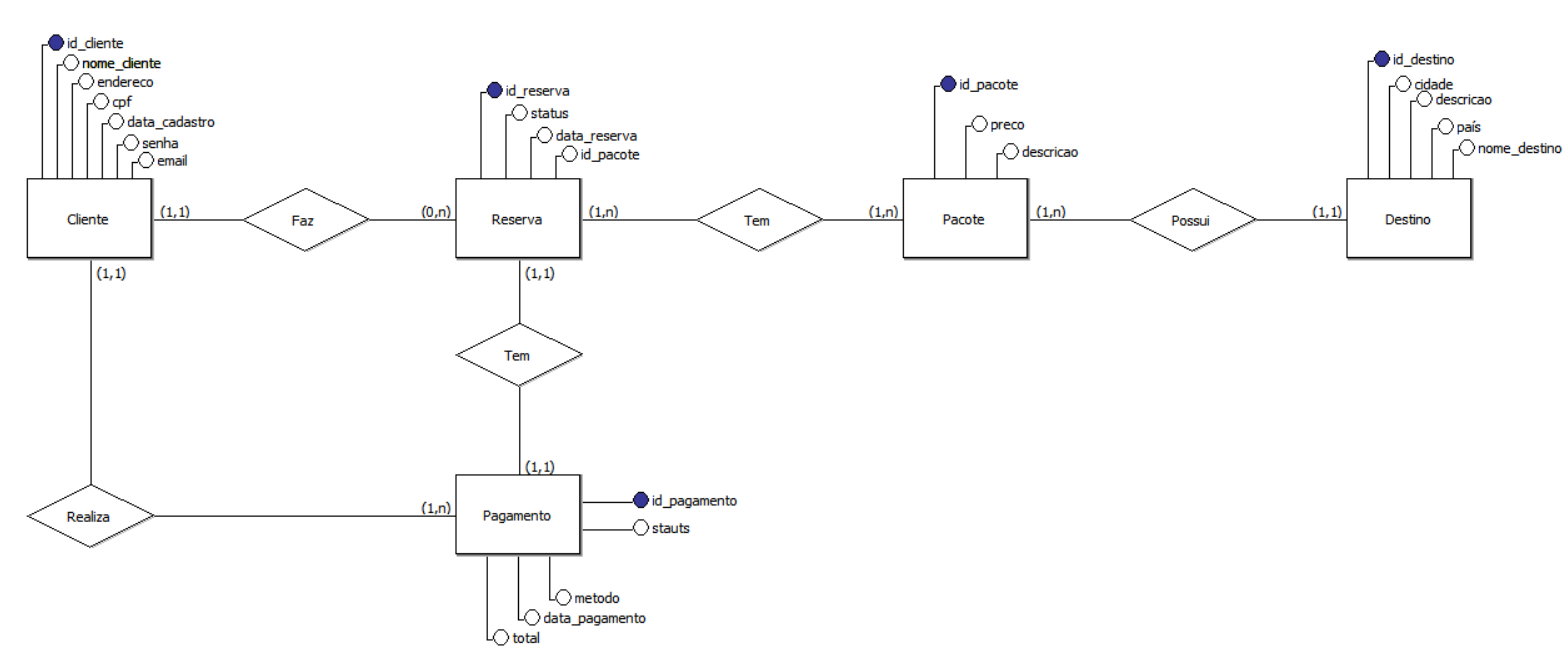 id_cliente
nome_cliente
endereco
cpf
data_cadastro
senha
email
Cliente
(1,1)
Faz
(0,n)
id_reserva
status
data_reserva
id_pacote
Reserva
(1,n)
Tem
(1,n)
id_pacote
preco
descricao
Pacote
(1,n)
Possui
(1,1)
id_destino
cidade
descricao
país
nome_destino
Destino
(1,1)
(1,1)
Tem
(1,1)
Realiza
(1,n)
Pagamento
id_pagamento
stauts
metodo
data_pagamento
total